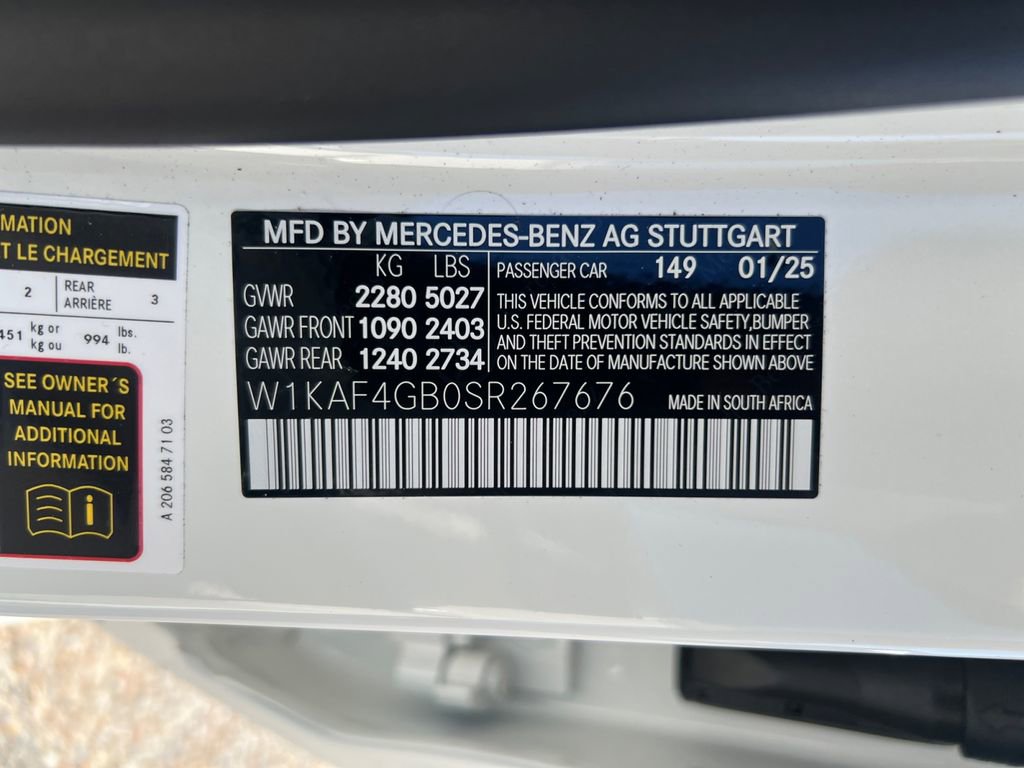 MATION
T LE CHARGEMENT
2 REAR ARRIÈRE 3
451 kg or kg ou 994 lbs. lb.
SEE OWNER´S
MANUAL FOR
ADDITIONAL
INFORMATION
i
A 206 584 71 03
MFD BY MERCEDES-BENZ AG STUTTGART
KG LBS
GVWR 2280 5027
GAWR FRONT 1090 2403
GAWR REAR 1240 2734
PASSENGER CAR 149 01/25
THIS VEHICLE CONFORMS TO ALL APPLICABLE
U.S. FEDERAL MOTOR VEHICLE SAFETY,BUMPER
AND THEFT PREVENTION STANDARDS IN EFFECT
ON THE DATE OF MANUFACTURE SHOWN ABOVE
W1KAF4GB0SR267676 MADE IN SOUTH AFRICA